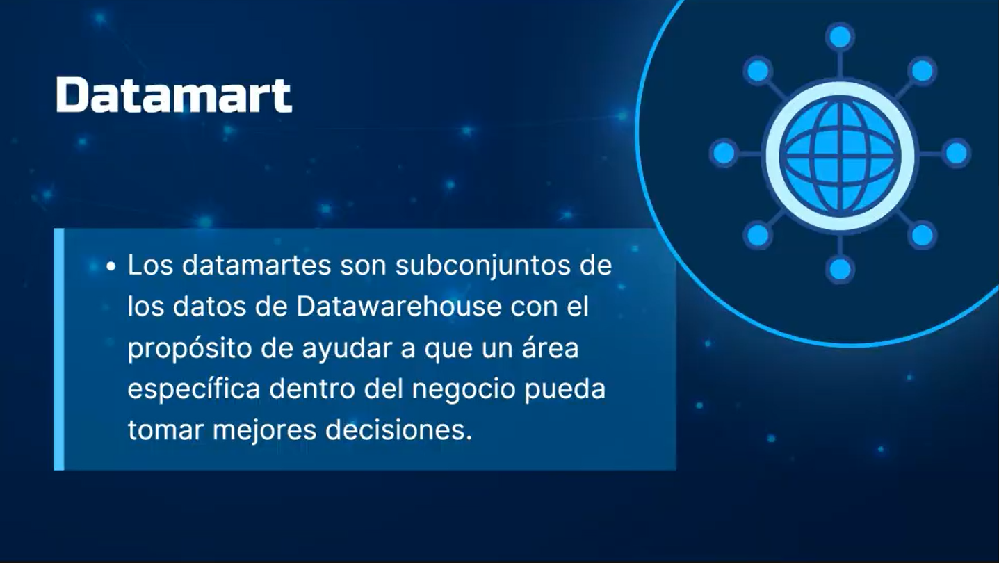 Datamart
• Los datamartes son subconjuntos de
los datos de Datawarehouse con el
propósito de ayudar a que un área
específica dentro del negocio pueda
tomar mejores decisiones.